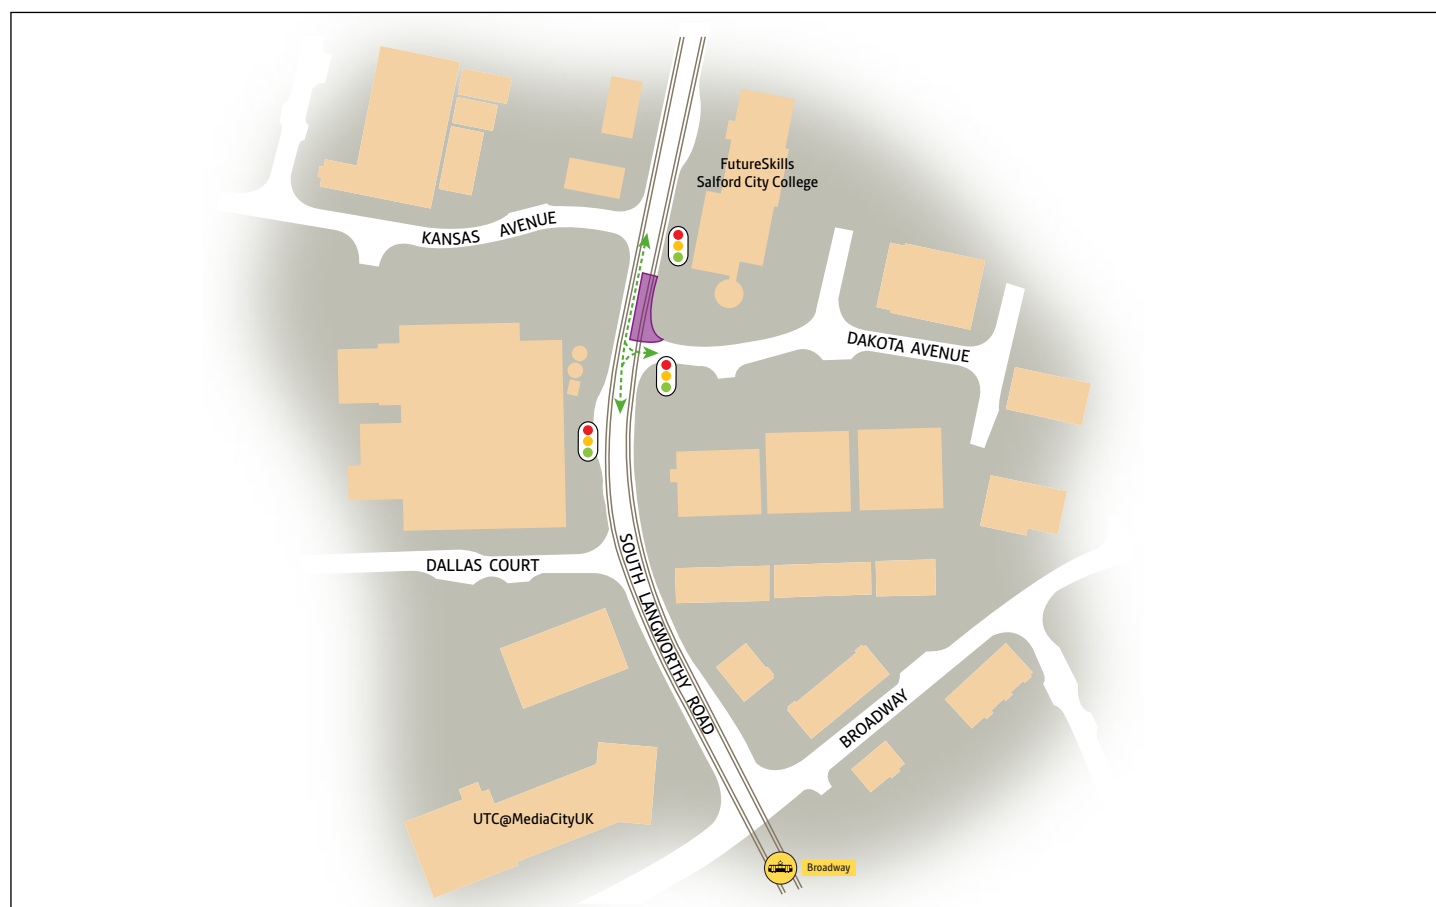 FutureSkills
Salford City College
KANSAS AVENUE
DAKOTA AVENUE
DALLAS COURT
SOUTH LANGWORTHY ROAD
BROADWAY
UTC@MediaCityUK
Broadway